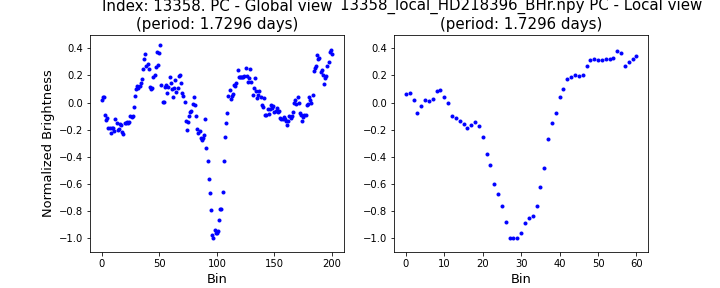 Index: 13358. PC - Global view
(period: 1.7296 days)
13358_local_HD218396_BHr.npy PC - Local view
(period: 1.7296 days)
Normalized Brightness
0.4
0.2
0.0
−0.2
−0.4
−0.6
−0.8
−1.0
0 50 100 150 200
Bin
0.4
0.2
0.0
−0.2
−0.4
−0.6
−0.8
−1.0
0 10 20 30 40 50 60
Bin